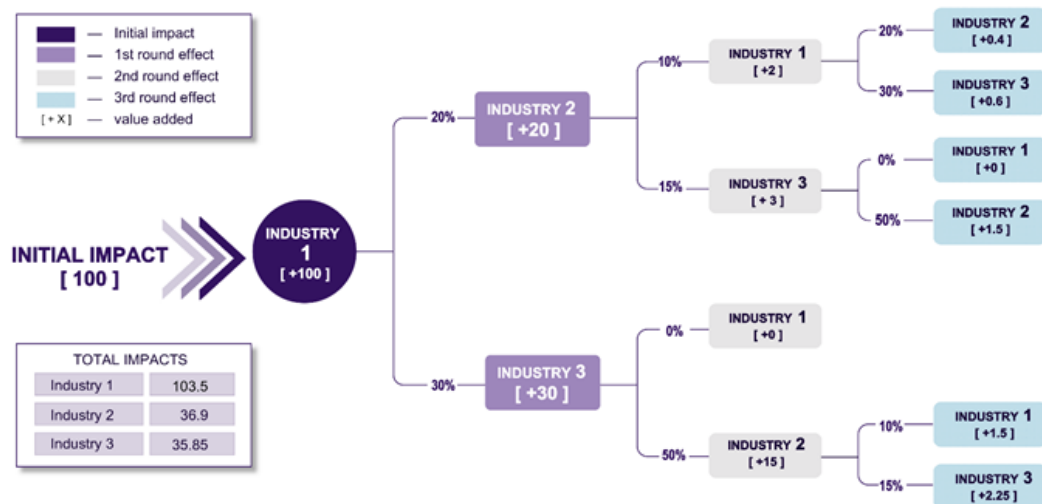 Initial impact
1st round effect
2nd round effect
3rd round effect
[ + X ] — value added
INITIAL IMPACT
[ 100 ]
INDUSTRY
1
[ +100 ]
20%
INDUSTRY 2
[ +20 ]
30%
INDUSTRY 3
[ +30 ]
10%
INDUSTRY 1
[ +2 ]
15%
INDUSTRY 3
[ + 3 ]
0%
INDUSTRY 1
[ +0 ]
50%
INDUSTRY 2
[ +15 ]
20%
INDUSTRY 2
[ +0.4 ]
30%
INDUSTRY 3
[ +0.6 ]
0%
INDUSTRY 1
[ +0 ]
50%
INDUSTRY 2
[ +1.5 ]
10%
INDUSTRY 1
[ +1.5 ]
15%
INDUSTRY 3
[ +2.25 ]
TOTAL IMPACTS
Industry 1 103.5
Industry 2 36.9
Industry 3 35.85